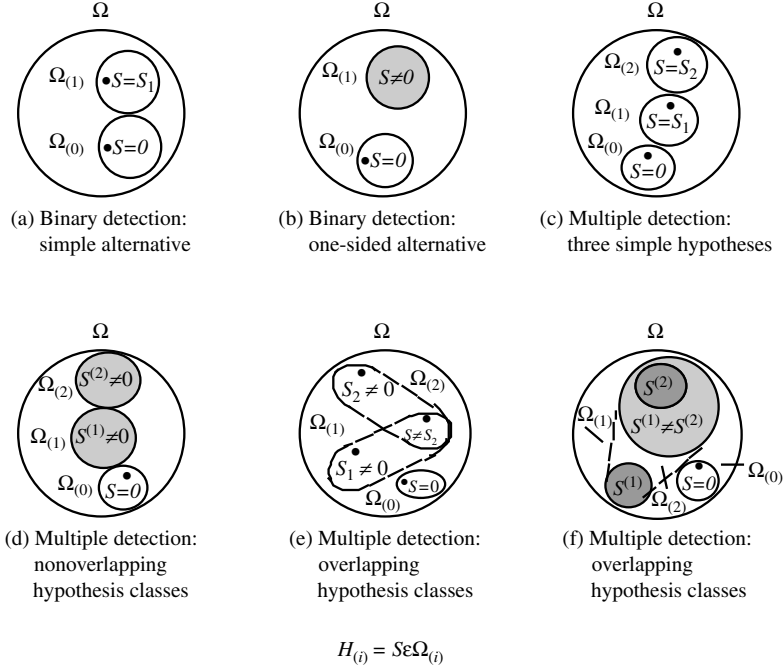 Ω Ω Ω
Ω(1) S=S1
Ω(0) S=0
Ω(1) S≠0
Ω(0) S=0
Ω(2) S=S2
Ω(1) S=S1
Ω(0) S=0
(a) Binary detection:
simple alternative
(b) Binary detection:
one-sided alternative
(c) Multiple detection:
three simple hypotheses
Ω Ω Ω
Ω(2) S(2)≠0
Ω(1) S(1)≠0
Ω(0) S=0
S2 ≠ 0 Ω(2)
Ω(1) S≠S2
S1 ≠ 0
Ω(0) S=0
S(2)
Ω(1) S(1)≠S(2)
S(1) Ω(2) S=0 Ω(0)
(d) Multiple detection:
nonoverlapping
hypothesis classes
(e) Multiple detection:
overlapping
hypothesis classes
(f) Multiple detection:
overlapping
hypothesis classes
H(i) = SεΩ(i)